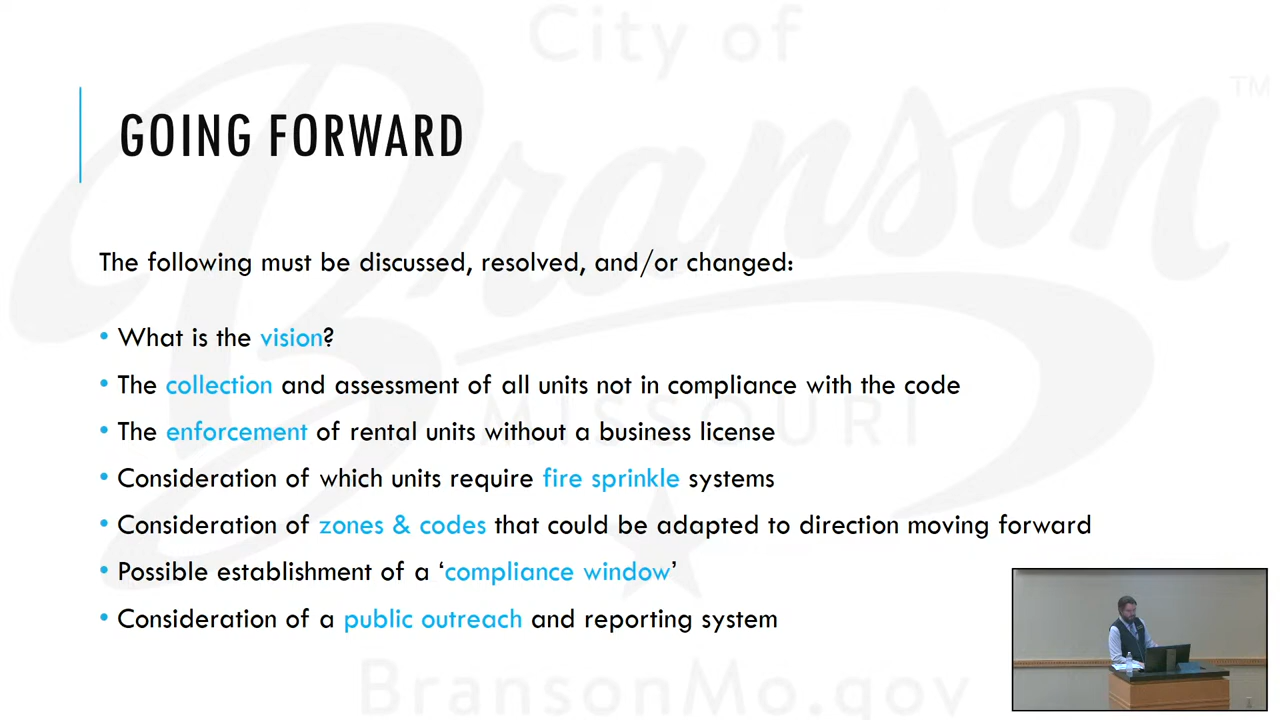 City of
Branson
TM
GOING FORWARD
The following must be discussed, resolved, and/or changed:
• What is the vision?
• The collection and assessment of all units not in compliance with the code
MISSOURI
• The enforcement of rental units without a business license
• Consideration of which units require fire sprinkle systems
• Consideration of zones & codes that could be adapted to direction moving forward
• Possible establishment of a ‘compliance window’
• Consideration of a public outreach and reporting system
BransonMo.gov